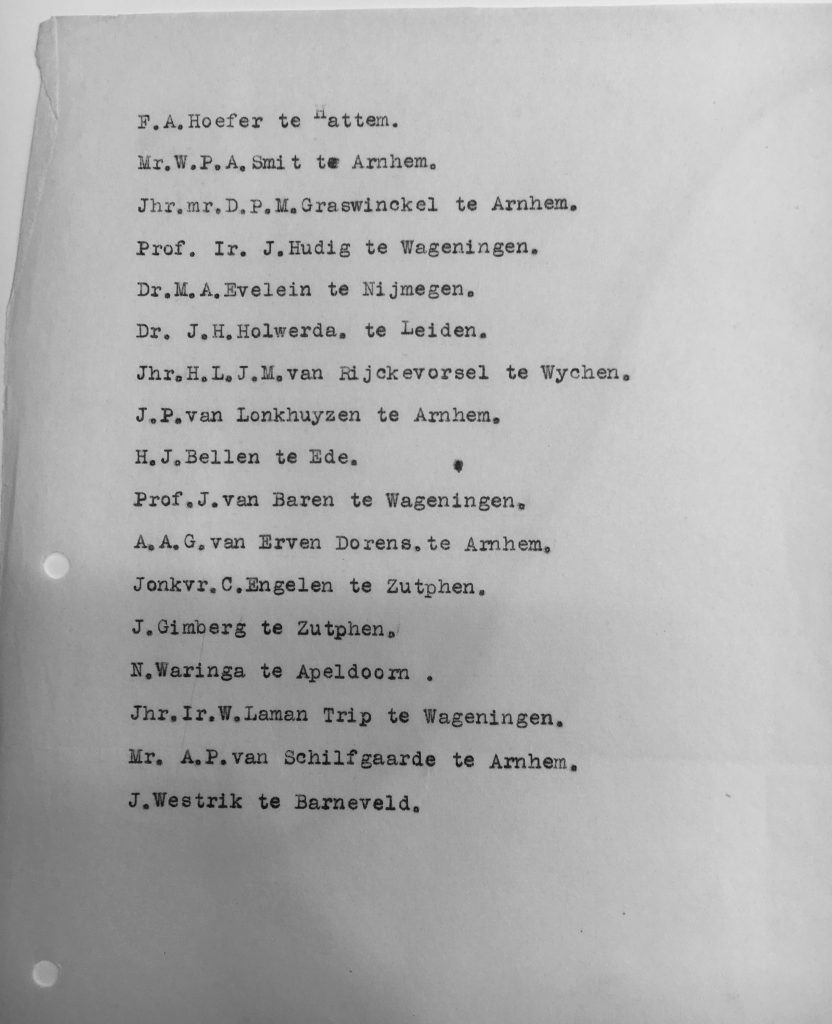 F.A.Hoefer te Hattem.
Mr.W.P.A.Smit te Arnhem.
Jhr.mr.D.P.M.Graswinckel te Arnhem.
Prof. Ir. J.Hudig te Wageningen.
Dr.M.A.Evelein te Nijmegen.
Dr. J.H.Holwerda. te Leiden.
Jhr.H.L.J.M.van Rijckevorsel te Wychen.
J.P.van Lonkhuyzen te Arnhem.
H.J.Bellen te Ede.
Prof.J.van Baren te Wageningen.
A.A.G.van Erven Dorens.te Arnhem.
Jonkvr.C.Engelen te Zutphen.
J.Gimberg te Zutphen.
N.Waringa te Apeldoorn .
Jhr.Ir.W.Laman Trip te Wageningen.
Mr. A.P.van Schilfgaarde te Arnhem.
J.Westrik te Barneveld.